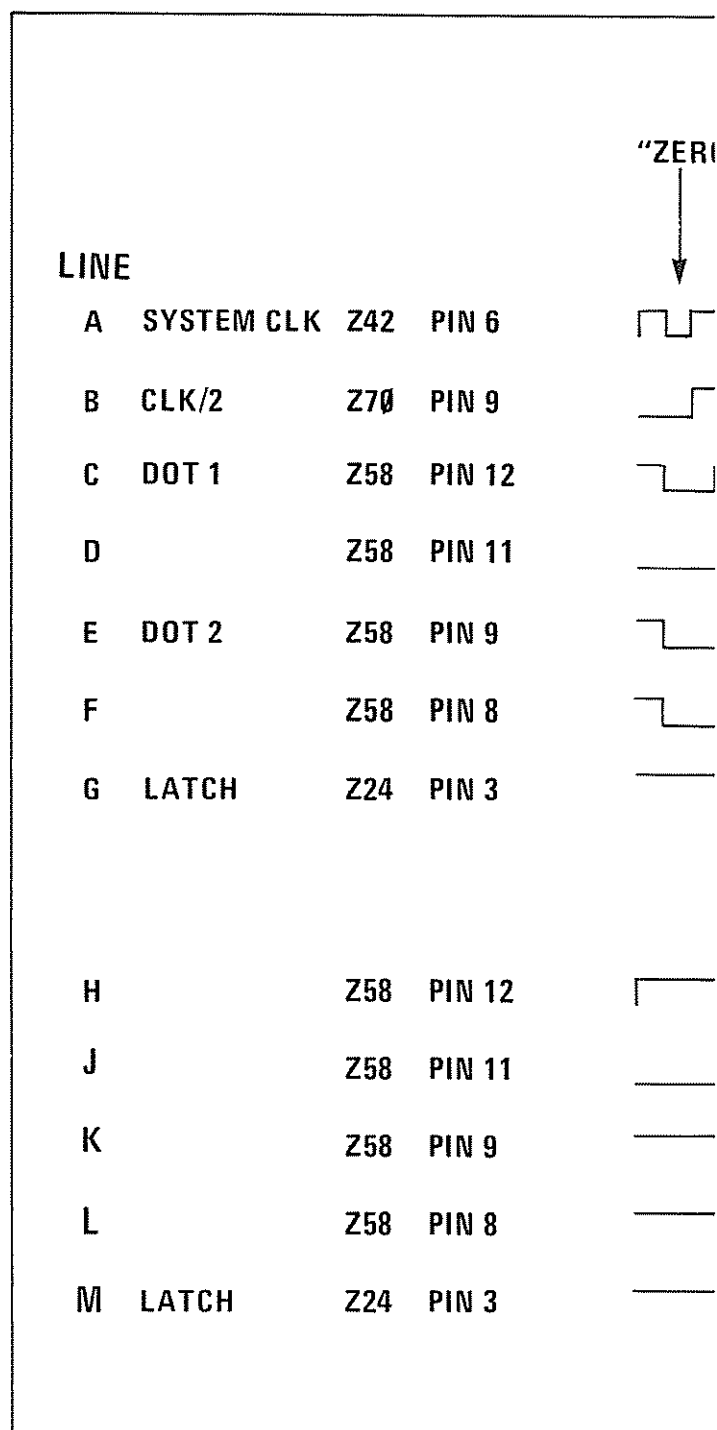 "ZERO
LINE
A SYSTEM CLK Z42 PIN 6
B CLK/2 Z7Ø PIN 9
C DOT 1 Z58 PIN 12
D Z58 PIN 11
E DOT 2 Z58 PIN 9
F Z58 PIN 8
G LATCH Z24 PIN 3
H Z58 PIN 12
J Z58 PIN 11
K Z58 PIN 9
L Z58 PIN 8
M LATCH Z24 PIN 3